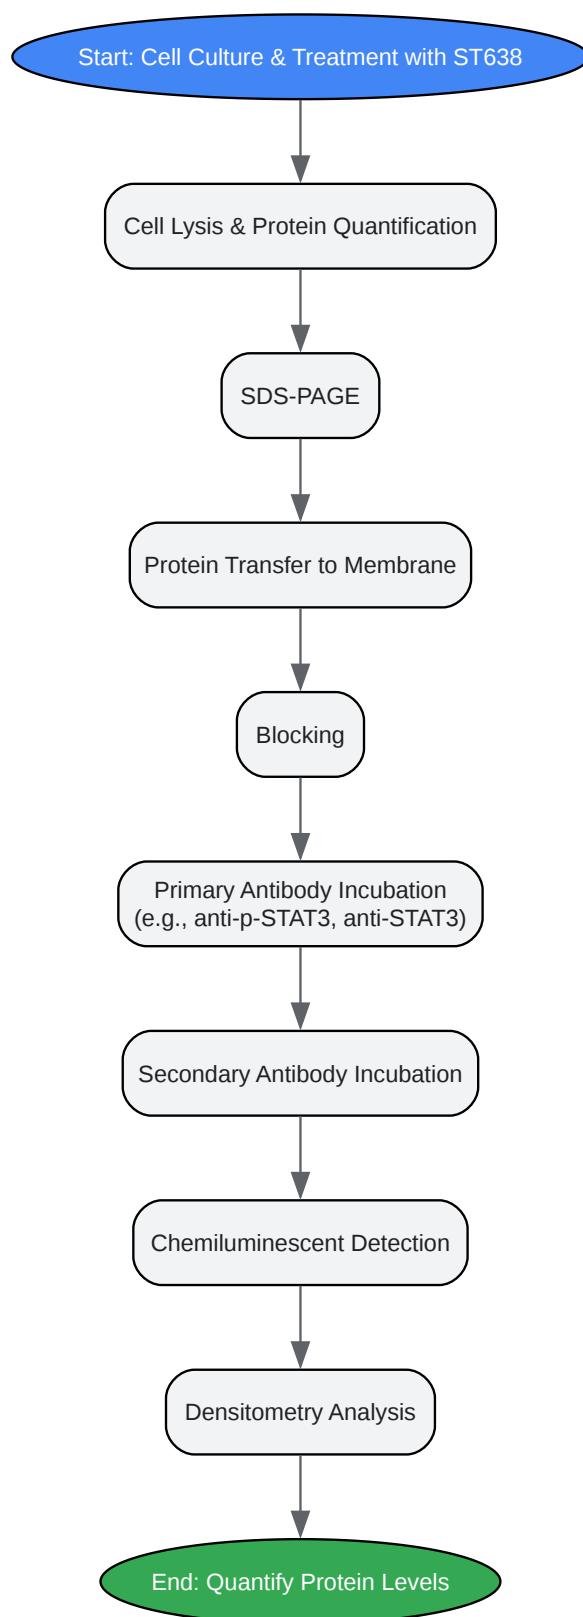 Start: Cell Culture & Treatment with ST638
Cell Lysis & Protein Quantification
SDS-PAGE
Protein Transfer to Membrane
Blocking
Primary Antibody Incubation
(e.g., anti-p-STAT3, anti-STAT3)
Secondary Antibody Incubation
Chemiluminescent Detection
Densitometry Analysis
End: Quantify Protein Levels